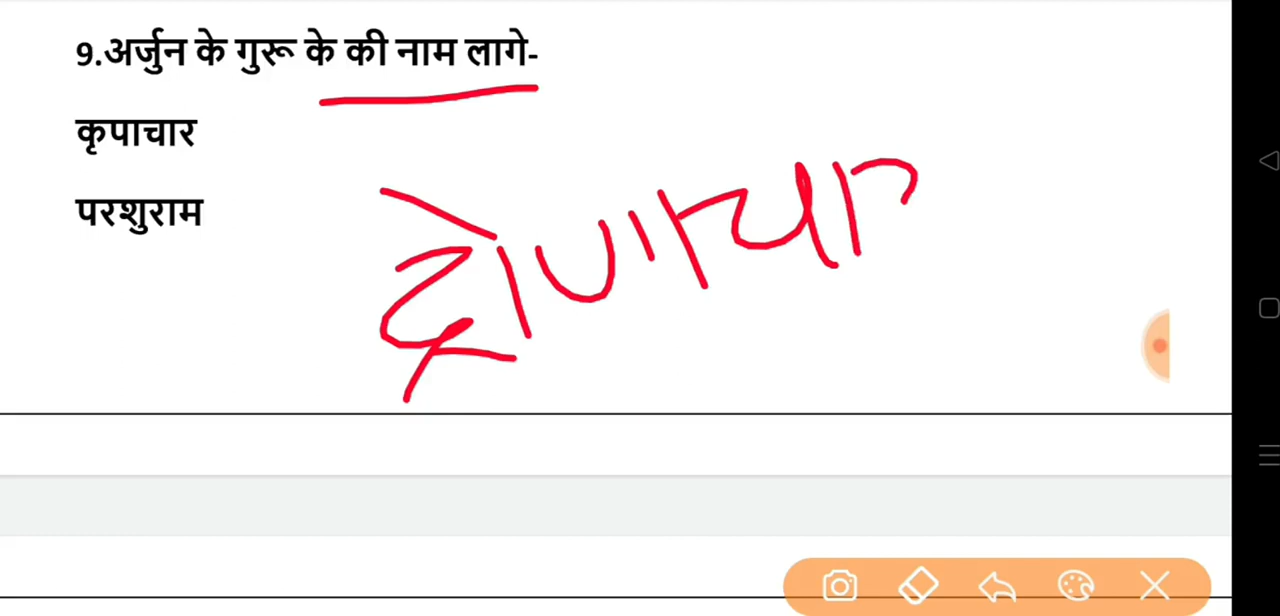 9.अर्जुन के गुरू के की नाम लागे-
कृपाचार
परशुराम
द्रोणाचार